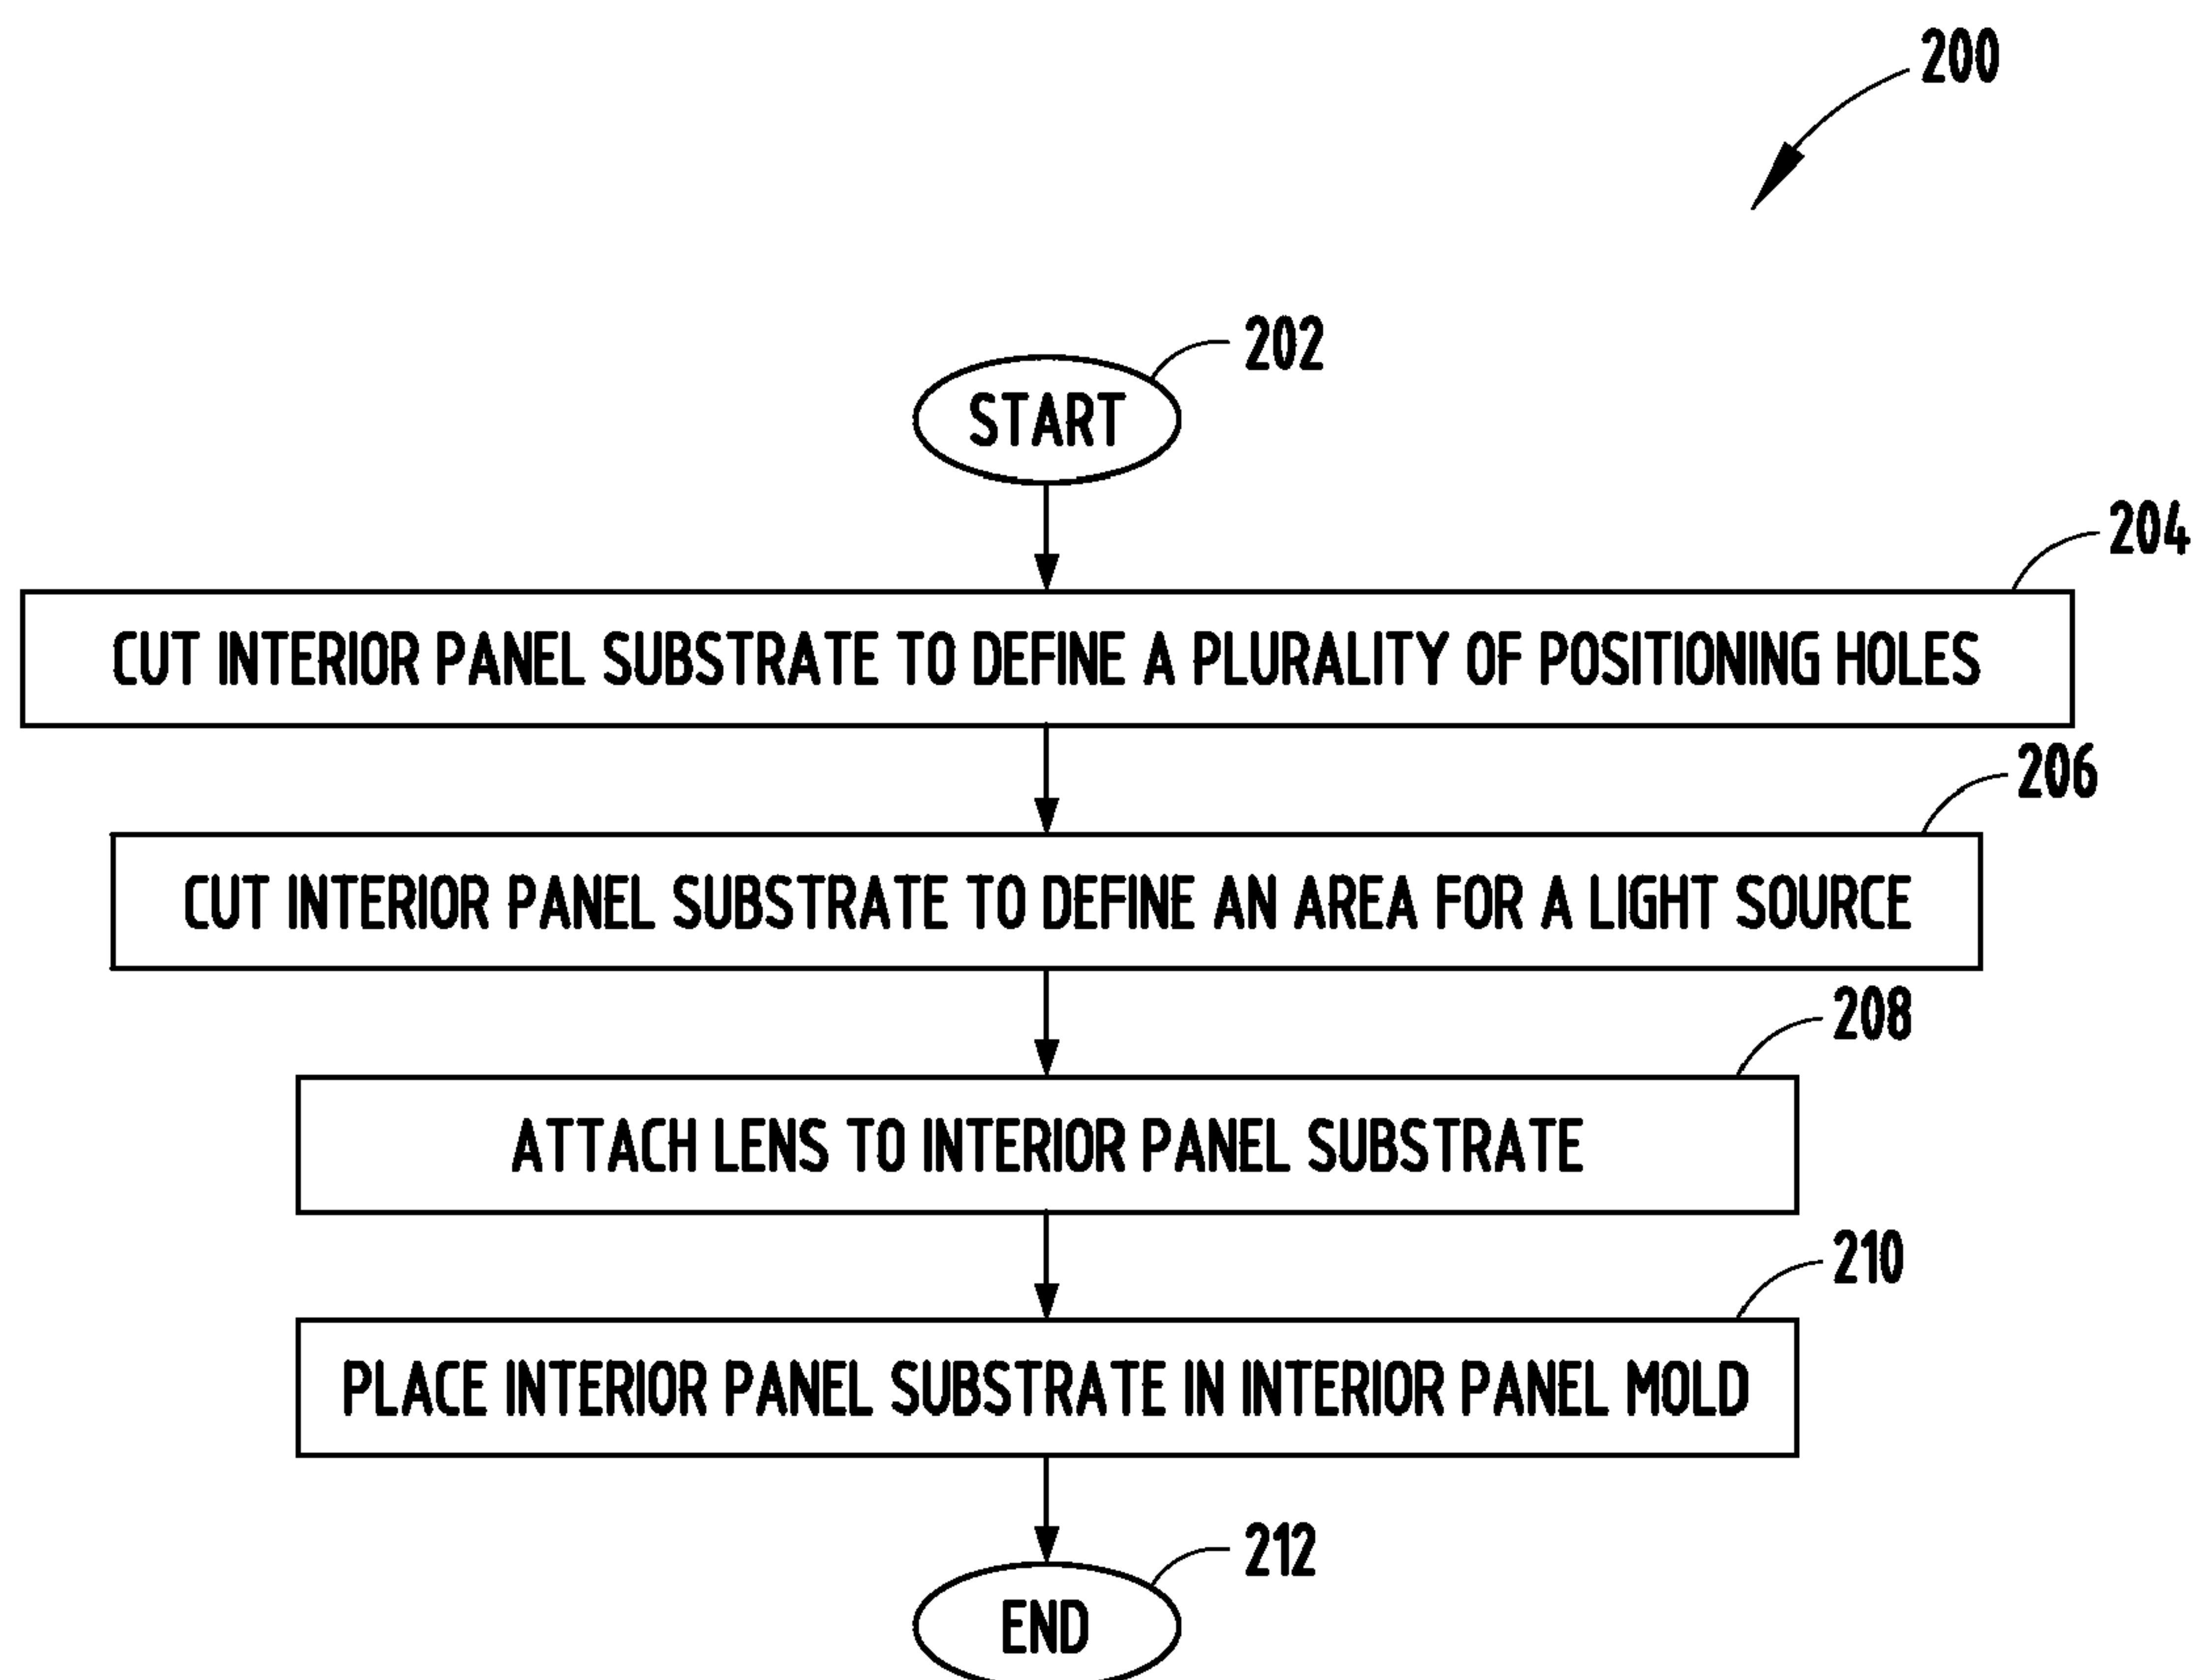 200
202
START
204
CUT INTERIOR PANEL SUBSTRATE TO DEFINE A PLURALITY OF POSITIONING HOLES
206
CUT INTERIOR PANEL SUBSTRATE TO DEFINE AN AREA FOR A LIGHT SOURCE
208
ATTACH LENS TO INTERIOR PANEL SUBSTRATE
210
PLACE INTERIOR PANEL SUBSTRATE IN INTERIOR PANEL MOLD
212
END